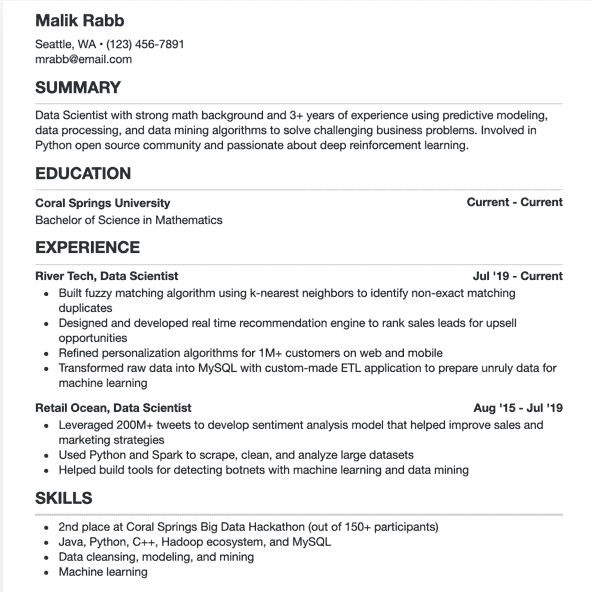 Malik Rabb
Seattle, WA • (123) 456-7891
mrabb@email.com
SUMMARY
Data Scientist with strong math background and 3+ years of experience using predictive modeling,
data processing, and data mining algorithms to solve challenging business problems. Involved in
Python open source community and passionate about deep reinforcement learning.
EDUCATION
Coral Springs University Current - Current
Bachelor of Science in Mathematics
EXPERIENCE
River Tech, Data Scientist Jul '19 - Current
• Built fuzzy matching algorithm using k-nearest neighbors to identify non-exact matching
duplicates
• Designed and developed real time recommendation engine to rank sales leads for upsell
opportunities
• Refined personalization algorithms for 1M+ customers on web and mobile
• Transformed raw data into MySQL with custom-made ETL application to prepare unruly data for
machine learning
Retail Ocean, Data Scientist Aug '15 - Jul '19
• Leveraged 200M+ tweets to develop sentiment analysis model that helped improve sales and
marketing strategies
• Used Python and Spark to scrape, clean, and analyze large datasets
• Helped build tools for detecting botnets with machine learning and data mining
SKILLS
• 2nd place at Coral Springs Big Data Hackathon (out of 150+ participants)
• Java, Python, C++, Hadoop ecosystem, and MySQL
• Data cleansing, modeling, and mining
• Machine learning